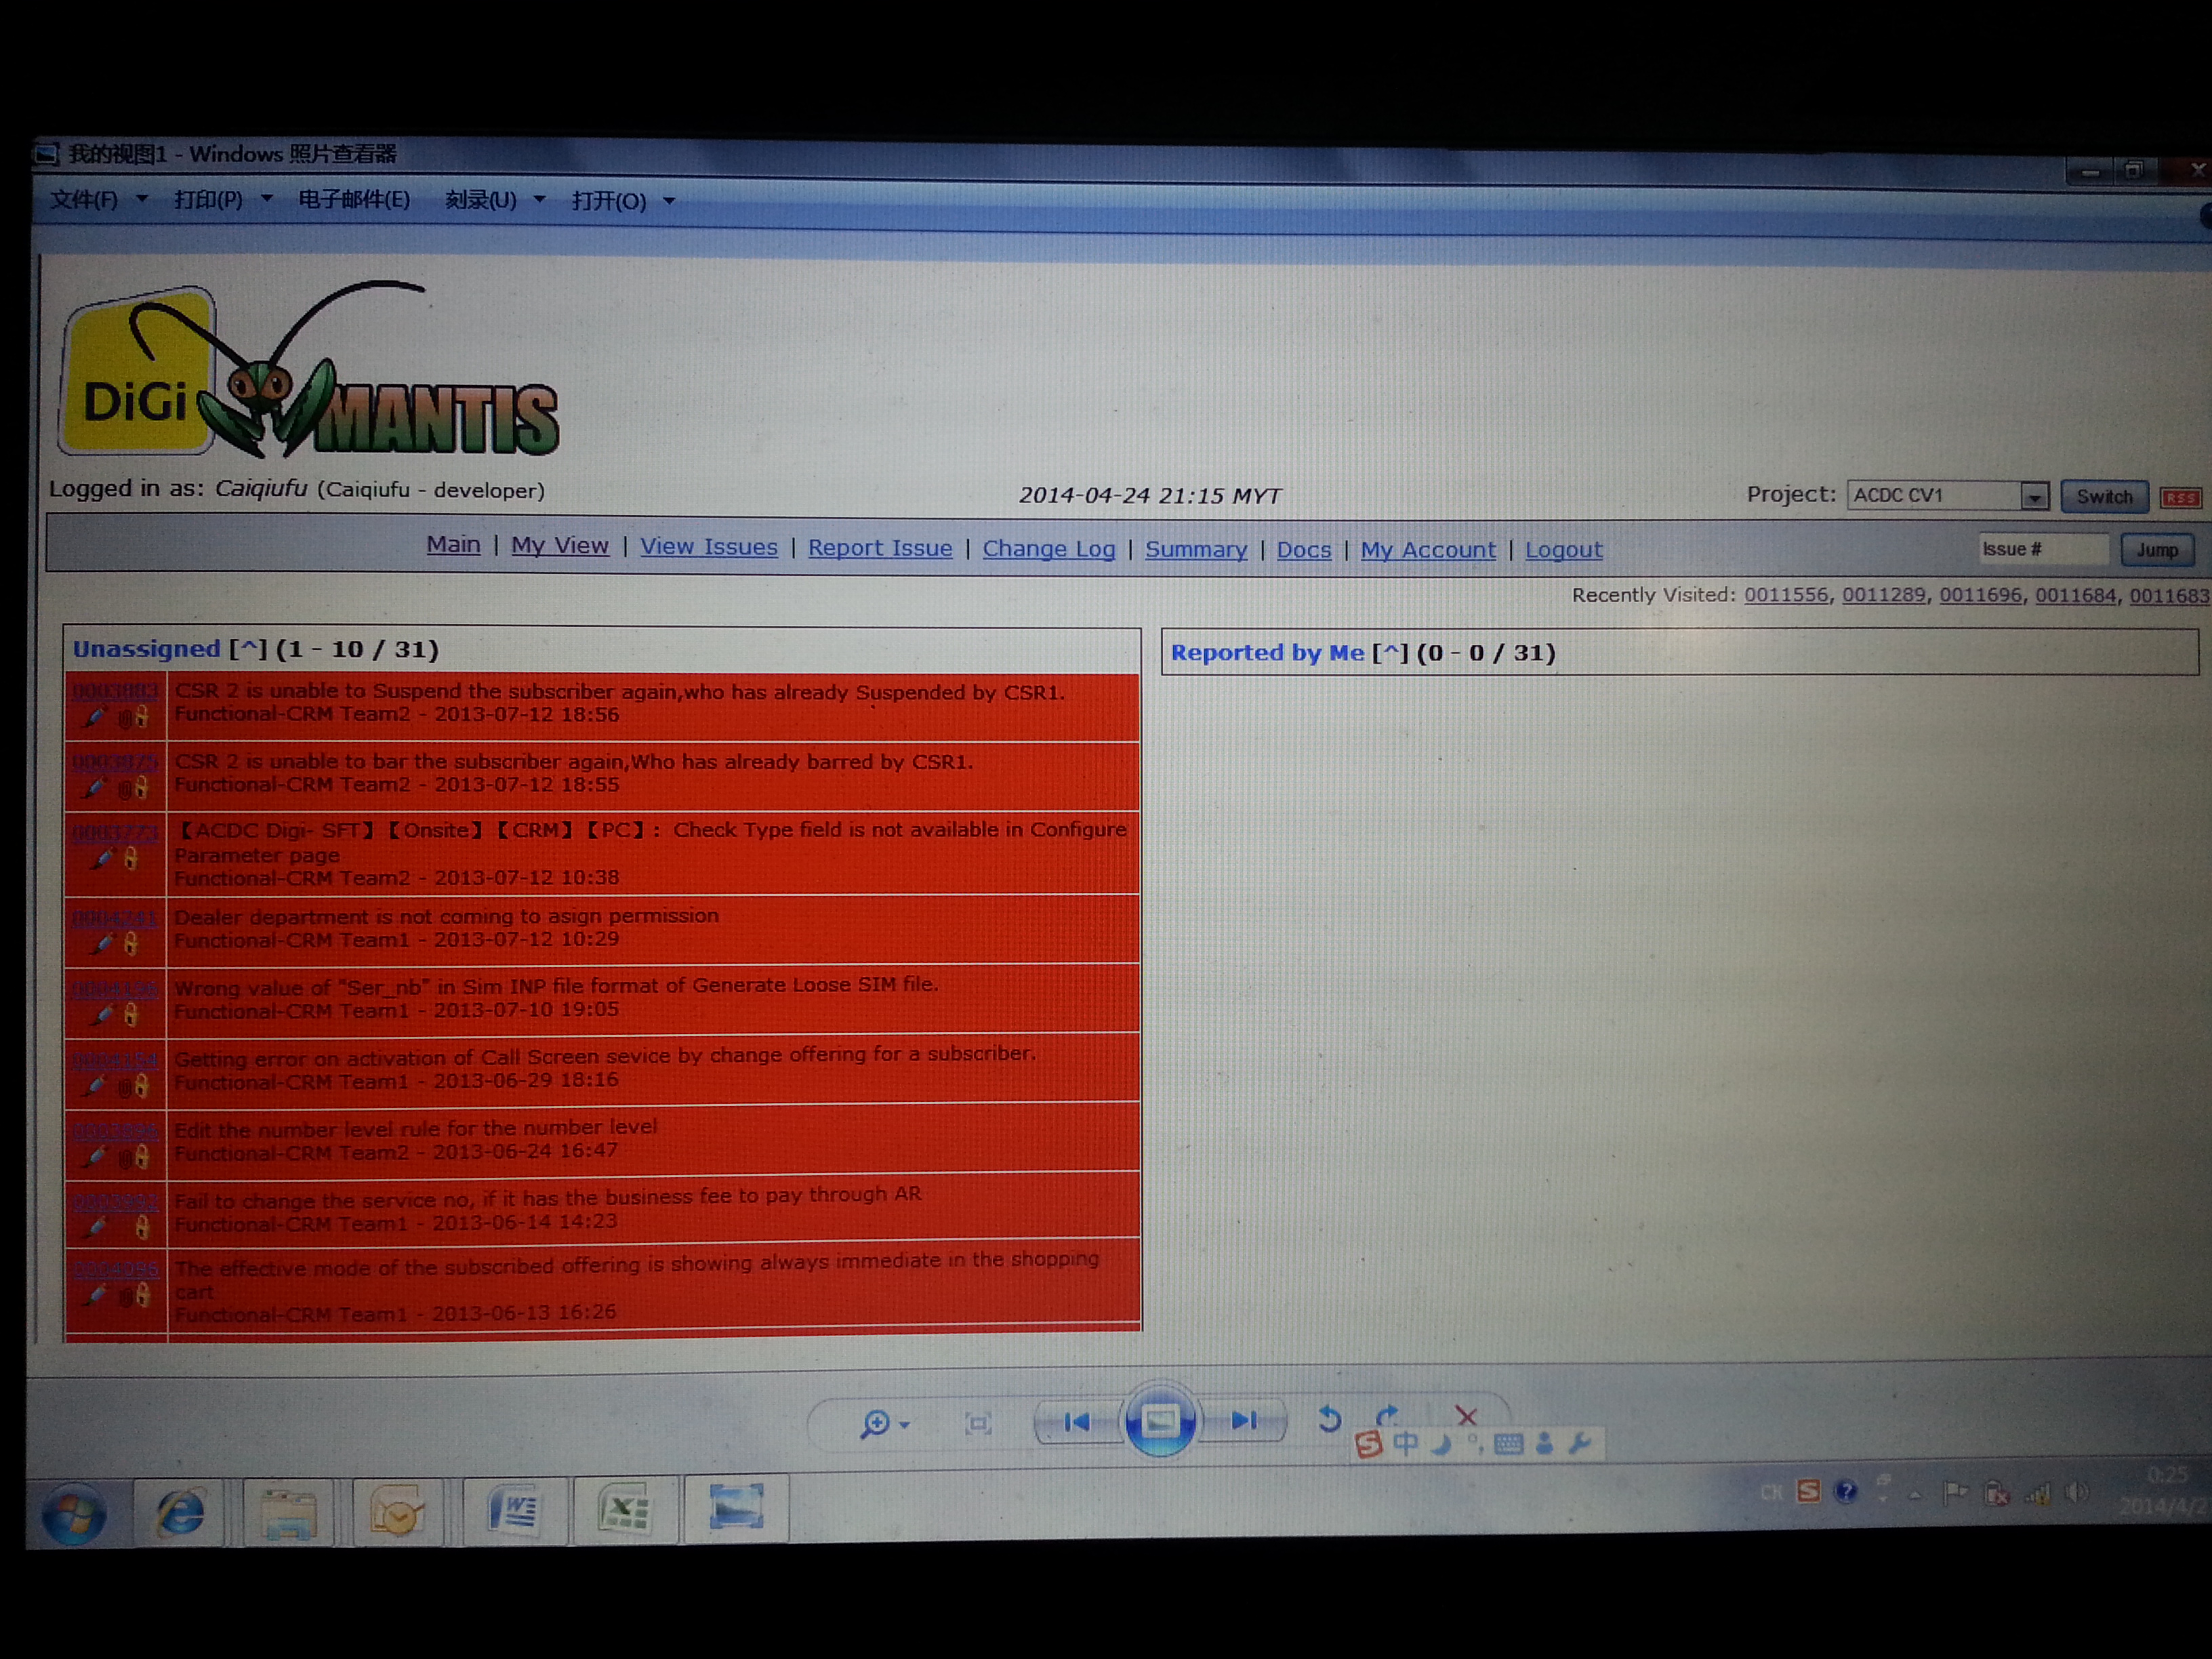 我的视图1 - Windows 照片查看器
文件(F) 打印(P) 电子邮件(E) 刻录(U) 打开(O)
DiGi MANTIS
Logged in as: Caiqiufu (Caiqiufu - developer) 2014-04-24 21:15 MYT Project: ACDC CV1 Switch RSS
Main | My View | View Issues | Report Issue | Change Log | Summary | Docs | My Account | Logout Issue # Jump
Recently Visited: 0011556, 0011289, 0011696, 0011684, 0011683
Unassigned [^] (1 - 10 / 31)
Reported by Me [^] (0 - 0 / 31)
CSR 2 is unable to Suspend the subscriber again,who has already Suspended by CSR1.
Functional-CRM Team2 - 2013-07-12 18:56
CSR 2 is unable to bar the subscriber again,Who has already barred by CSR1.
Functional-CRM Team2 - 2013-07-12 18:55
【ACDC Digi- SFT】【Onsite】【CRM】【PC】: Check Type field is not available in Configure
Parameter page
Functional-CRM Team2 - 2013-07-12 10:38
Dealer department is not coming to asign permission
Functional-CRM Team1 - 2013-07-12 10:29
Wrong value of "Ser_nb" in Sim INP file format of Generate Loose SIM file.
Functional-CRM Team1 - 2013-07-10 19:05
Getting error on activation of Call Screen sevice by change offering for a subscriber.
Functional-CRM Team1 - 2013-06-29 18:16
Edit the number level rule for the number level
Functional-CRM Team2 - 2013-06-24 16:47
Fail to change the service no, if it has the business fee to pay through AR
Functional-CRM Team1 - 2013-06-14 14:23
0004096 The effective mode of the subscribed offering is showing always immediate in the shopping
cart
Functional-CRM Team1 - 2013-06-13 16:26
中
CH 0:25
2014/4/2